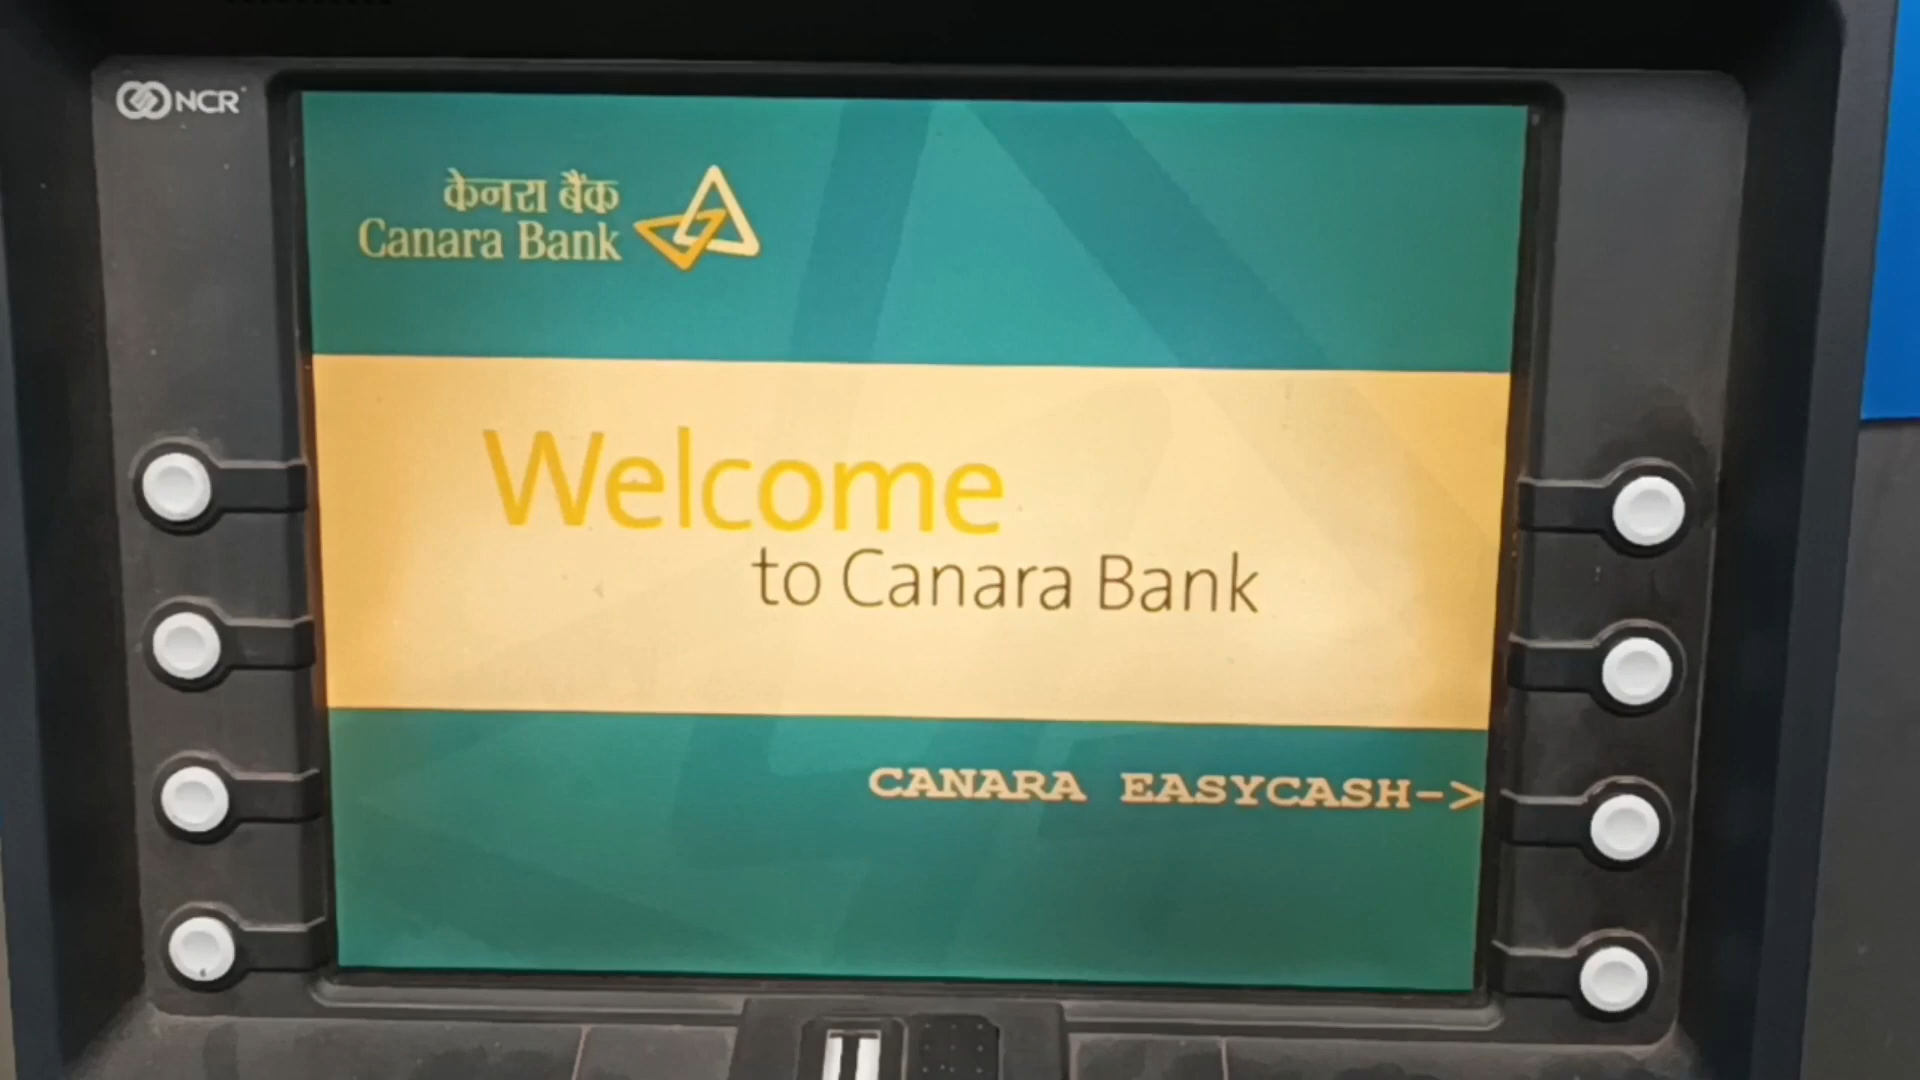 NCR
केनरा बैंक
Canara Bank
Welcome
to Canara Bank
CANARA EASYCASH->